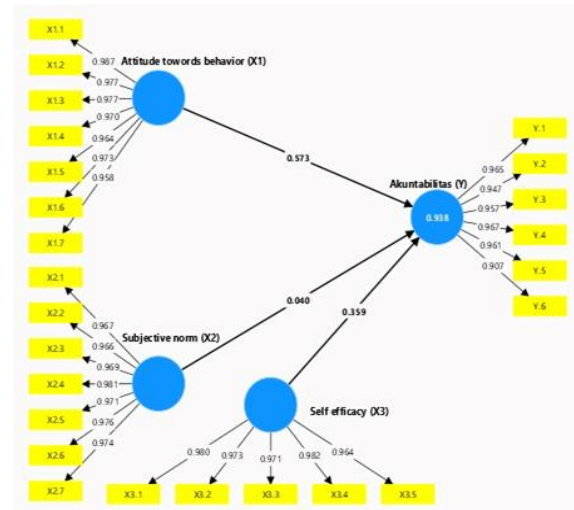 X1.1
X1.2
X1.3
X1.4
X1.5
X1.6
X1.7
0.987
0.977
0.977
0.970
0.964
0.973
0.958
Attitude towords behavior (X1)
0.573
Akuntabilitas (Y)
0.938
0.965
0.947
0.957
0.967
0.961
0.907
Y.1
Y.2
Y.3
Y.4
Y.5
Y.6
X2.1
X2.2
X2.3
X2.4
X2.5
X2.6
X2.7
0.967
0.966
0.969
0.981
0.971
0.976
0.974
Subjective norm (X2)
0.040
0.359
Self efficacy (X3)
0.980
0.973
0.971
0.982
0.964
X3.1
X3.2
X3.3
X3.4
X3.5